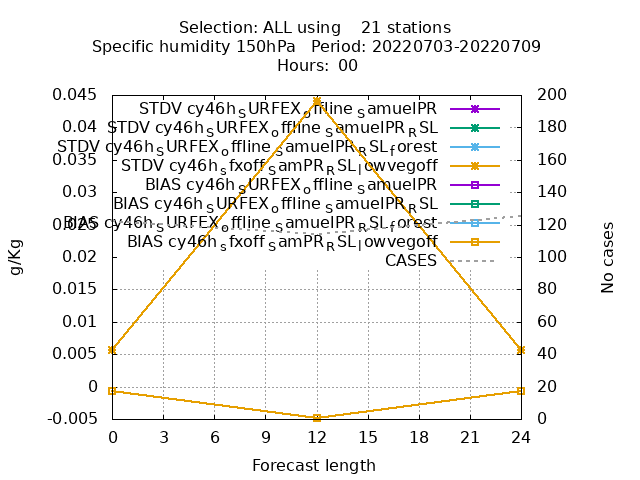 Selection: ALL using    21 stations
Specific humidity 150hPa   Period: 20220703-20220709
Hours: 00
0.045 200
0.04 180
0.035 160
0.03 140
0.025 120
0.02 100
0.015 80
0.01 60
0.005 40
0 20
-0.005 0
STDV cy46h_SURFEX_offline_SamuelPR
STDV cy46h_SURFEX_offline_SamuelPR_RSL
STDV cy46h_SURFEX_offline_SamuelPR_RSL_forest
STDV cy46h_sfxoff_SamPR_RSL_lowvegoff
BIAS cy46h_SURFEX_offline_SamuelPR
BIAS cy46h_SURFEX_offline_SamuelPR_RSL
BIAS cy46h_SURFEX_offline_SamuelPR_RSL_forest
BIAS cy46h_sfxoff_SamPR_RSL_lowvegoff
CASES
g/Kg
No cases
0 3 6 9 12 15 18 21 24
Forecast length